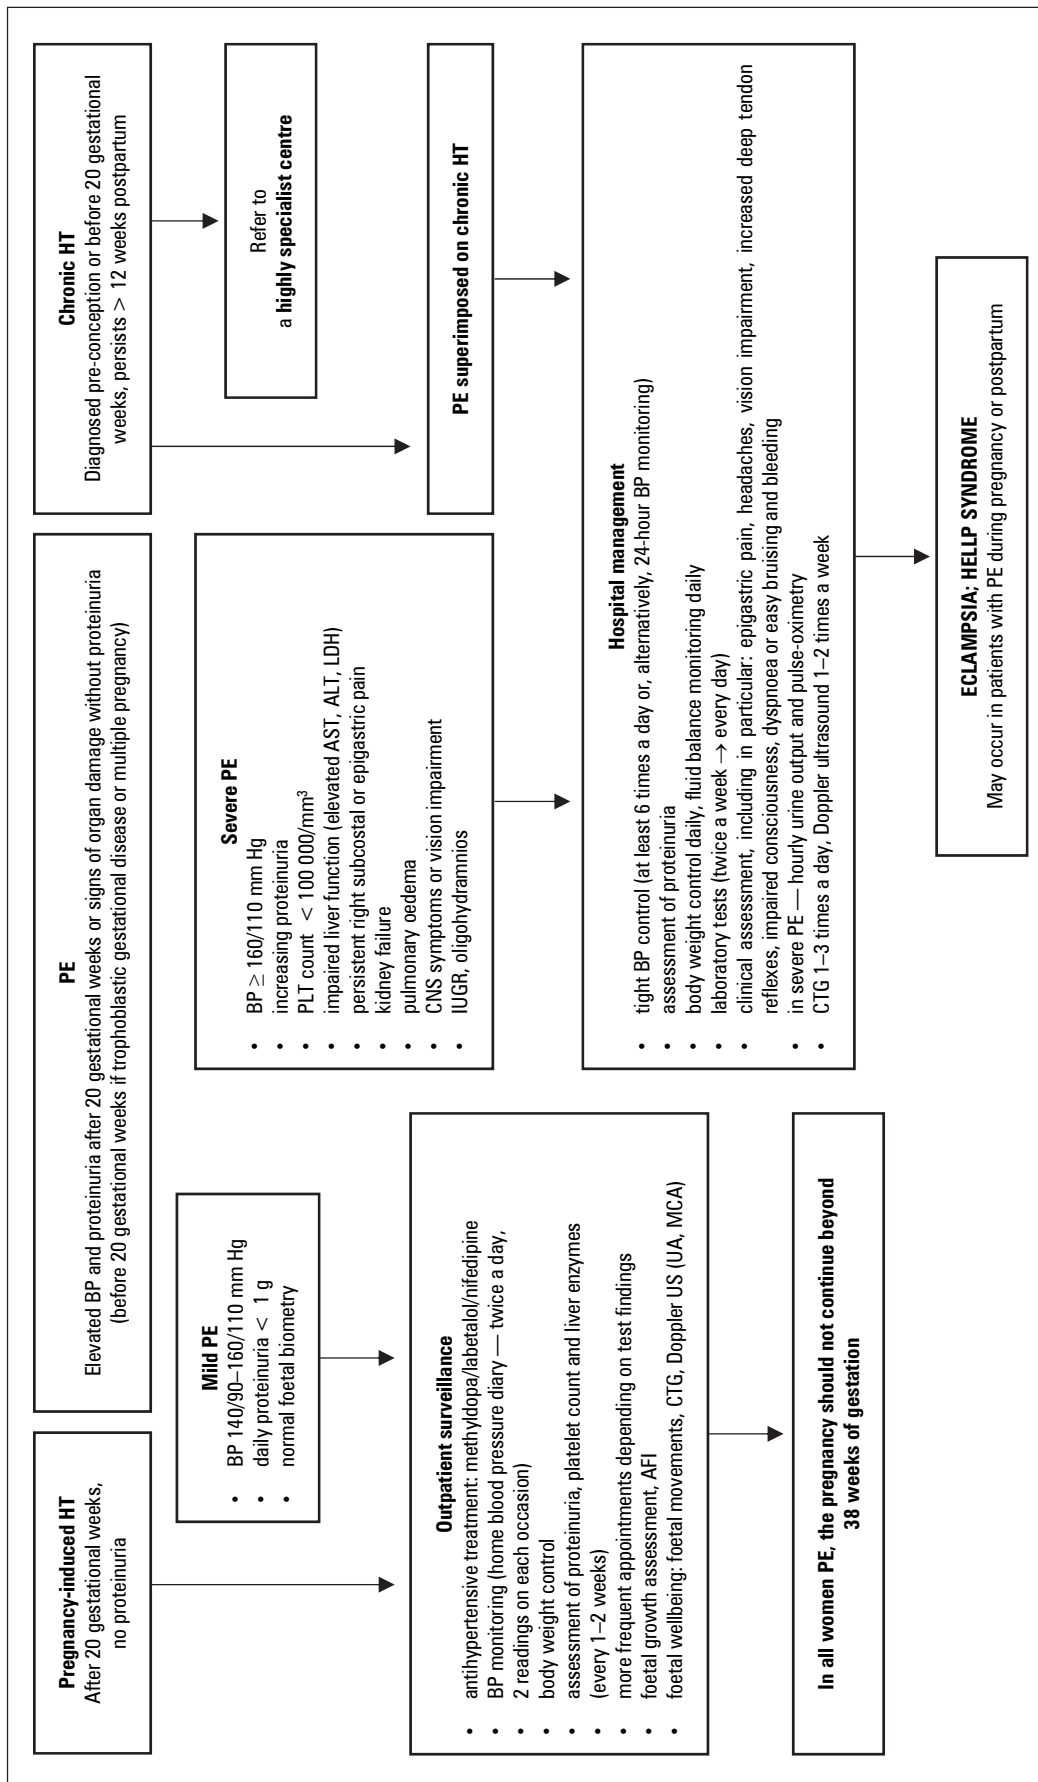 Pregnancy-induced HT
After 20 gestational weeks,
no proteinuria
PE
Elevated BP and proteinuria after 20 gestational weeks or signs of organ damage without proteinuria
(before 20 gestational weeks if trophoblastic gestational disease or multiple pregnancy)
Chronic HT
Diagnosed pre-conception or before 20 gestational
weeks, persists > 12 weeks postpartum
Mild PE
• BP 140/90–160/110 mm Hg
• daily proteinuria < 1 g
• normal foetal biometry
Severe PE
• BP ≥ 160/110 mm Hg
• increasing proteinuria
• PLT count < 100 000/mm³
• impaired liver function (elevated AST, ALT, LDH)
• persistent right subcostal or epigastric pain
• kidney failure
• pulmonary oedema
• CNS symptoms or vision impairment
• IUGR, oligohydramnios
Refer to
a highly specialist centre
PE superimposed on chronic HT
Outpatient surveillance
• antihypertensive treatment: methyldopa/labetalol/nifedipine
• BP monitoring (home blood pressure diary — twice a day,
2 readings on each occasion)
• body weight control
• assessment of proteinuria, platelet count and liver enzymes
(every 1–2 weeks)
• more frequent appointments depending on test findings
• foetal growth assessment, AFI
• foetal wellbeing: foetal movements, CTG, Doppler US (UA, MCA)
Hospital management
• tight BP control (at least 6 times a day or, alternatively, 24-hour BP monitoring)
• assessment of proteinuria
• body weight control daily, fluid balance monitoring daily
• laboratory tests (twice a week → every day)
• clinical assessment, including in particular: epigastric pain, headaches, vision impairment, increased deep tendon
reflexes, impaired consciousness, dyspnoea or easy bruising and bleeding
• in severe PE — hourly urine output and pulse-oximetry
• CTG 1–3 times a day, Doppler ultrasound 1–2 times a week
In all women PE, the pregnancy should not continue beyond
38 weeks of gestation
ECLAMPSIA; HELLP SYNDROME
May occur in patients with PE during pregnancy or postpartum